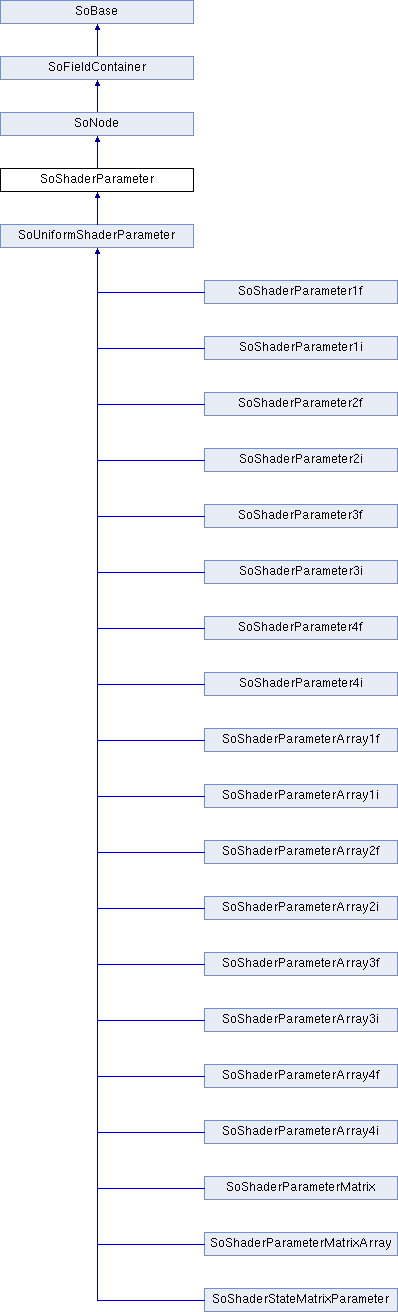 SoBase
SoFieldContainer
SoNode
SoShaderParameter
SoUniformShaderParameter
SoShaderParameter1f
SoShaderParameter1i
SoShaderParameter2f
SoShaderParameter2i
SoShaderParameter3f
SoShaderParameter3i
SoShaderParameter4f
SoShaderParameter4i
SoShaderParameterArray1f
SoShaderParameterArray1i
SoShaderParameterArray2f
SoShaderParameterArray2i
SoShaderParameterArray3f
SoShaderParameterArray3i
SoShaderParameterArray4f
SoShaderParameterArray4i
SoShaderParameterMatrix
SoShaderParameterMatrixArray
SoShaderStateMatrixParameter